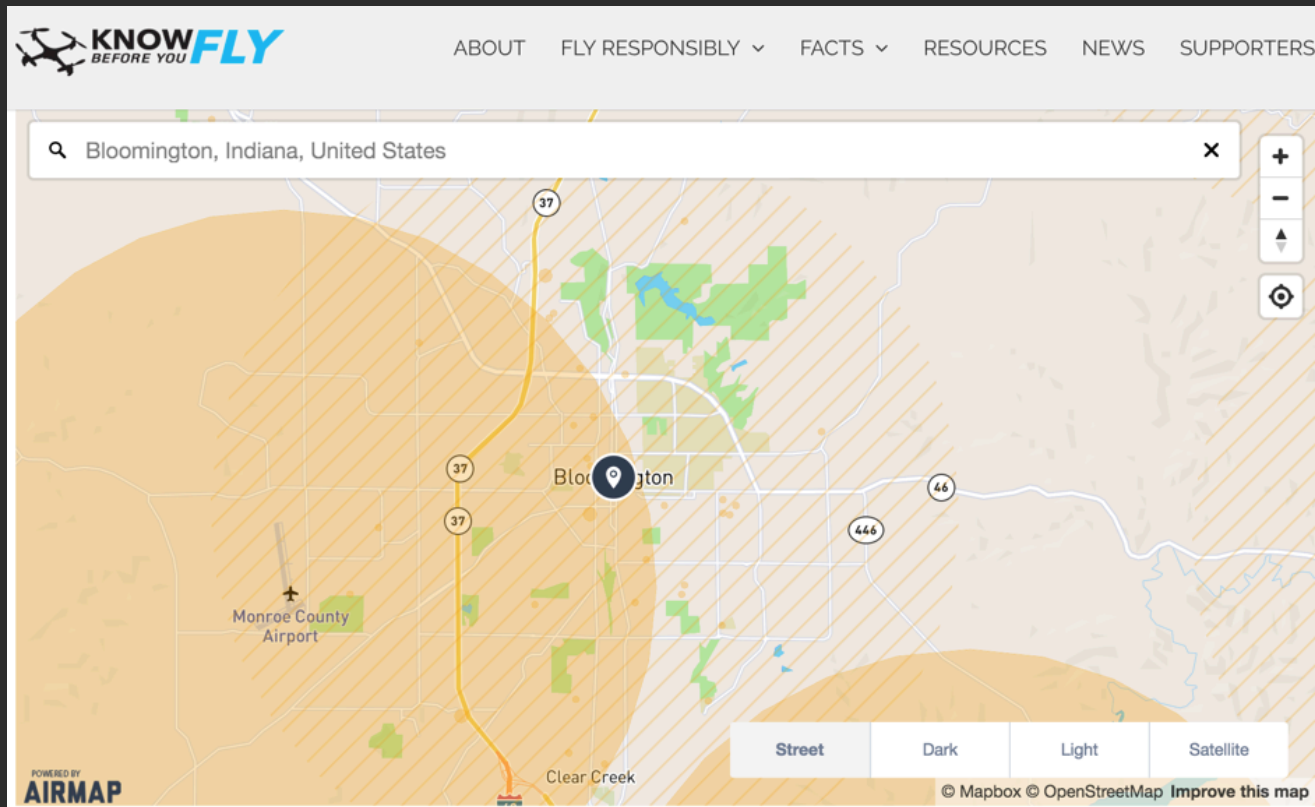 KNOW
BEFORE YOU
FLY
ABOUT FLY RESPONSIBLY FACTS RESOURCES NEWS SUPPORTERS
Bloomington, Indiana, United States
37
37
46
37
446
Monroe County
Airport
Clear Creek
Street Dark Light Satellite
POWERED BY
AIRMAP
© Mapbox © OpenStreetMap Improve this map